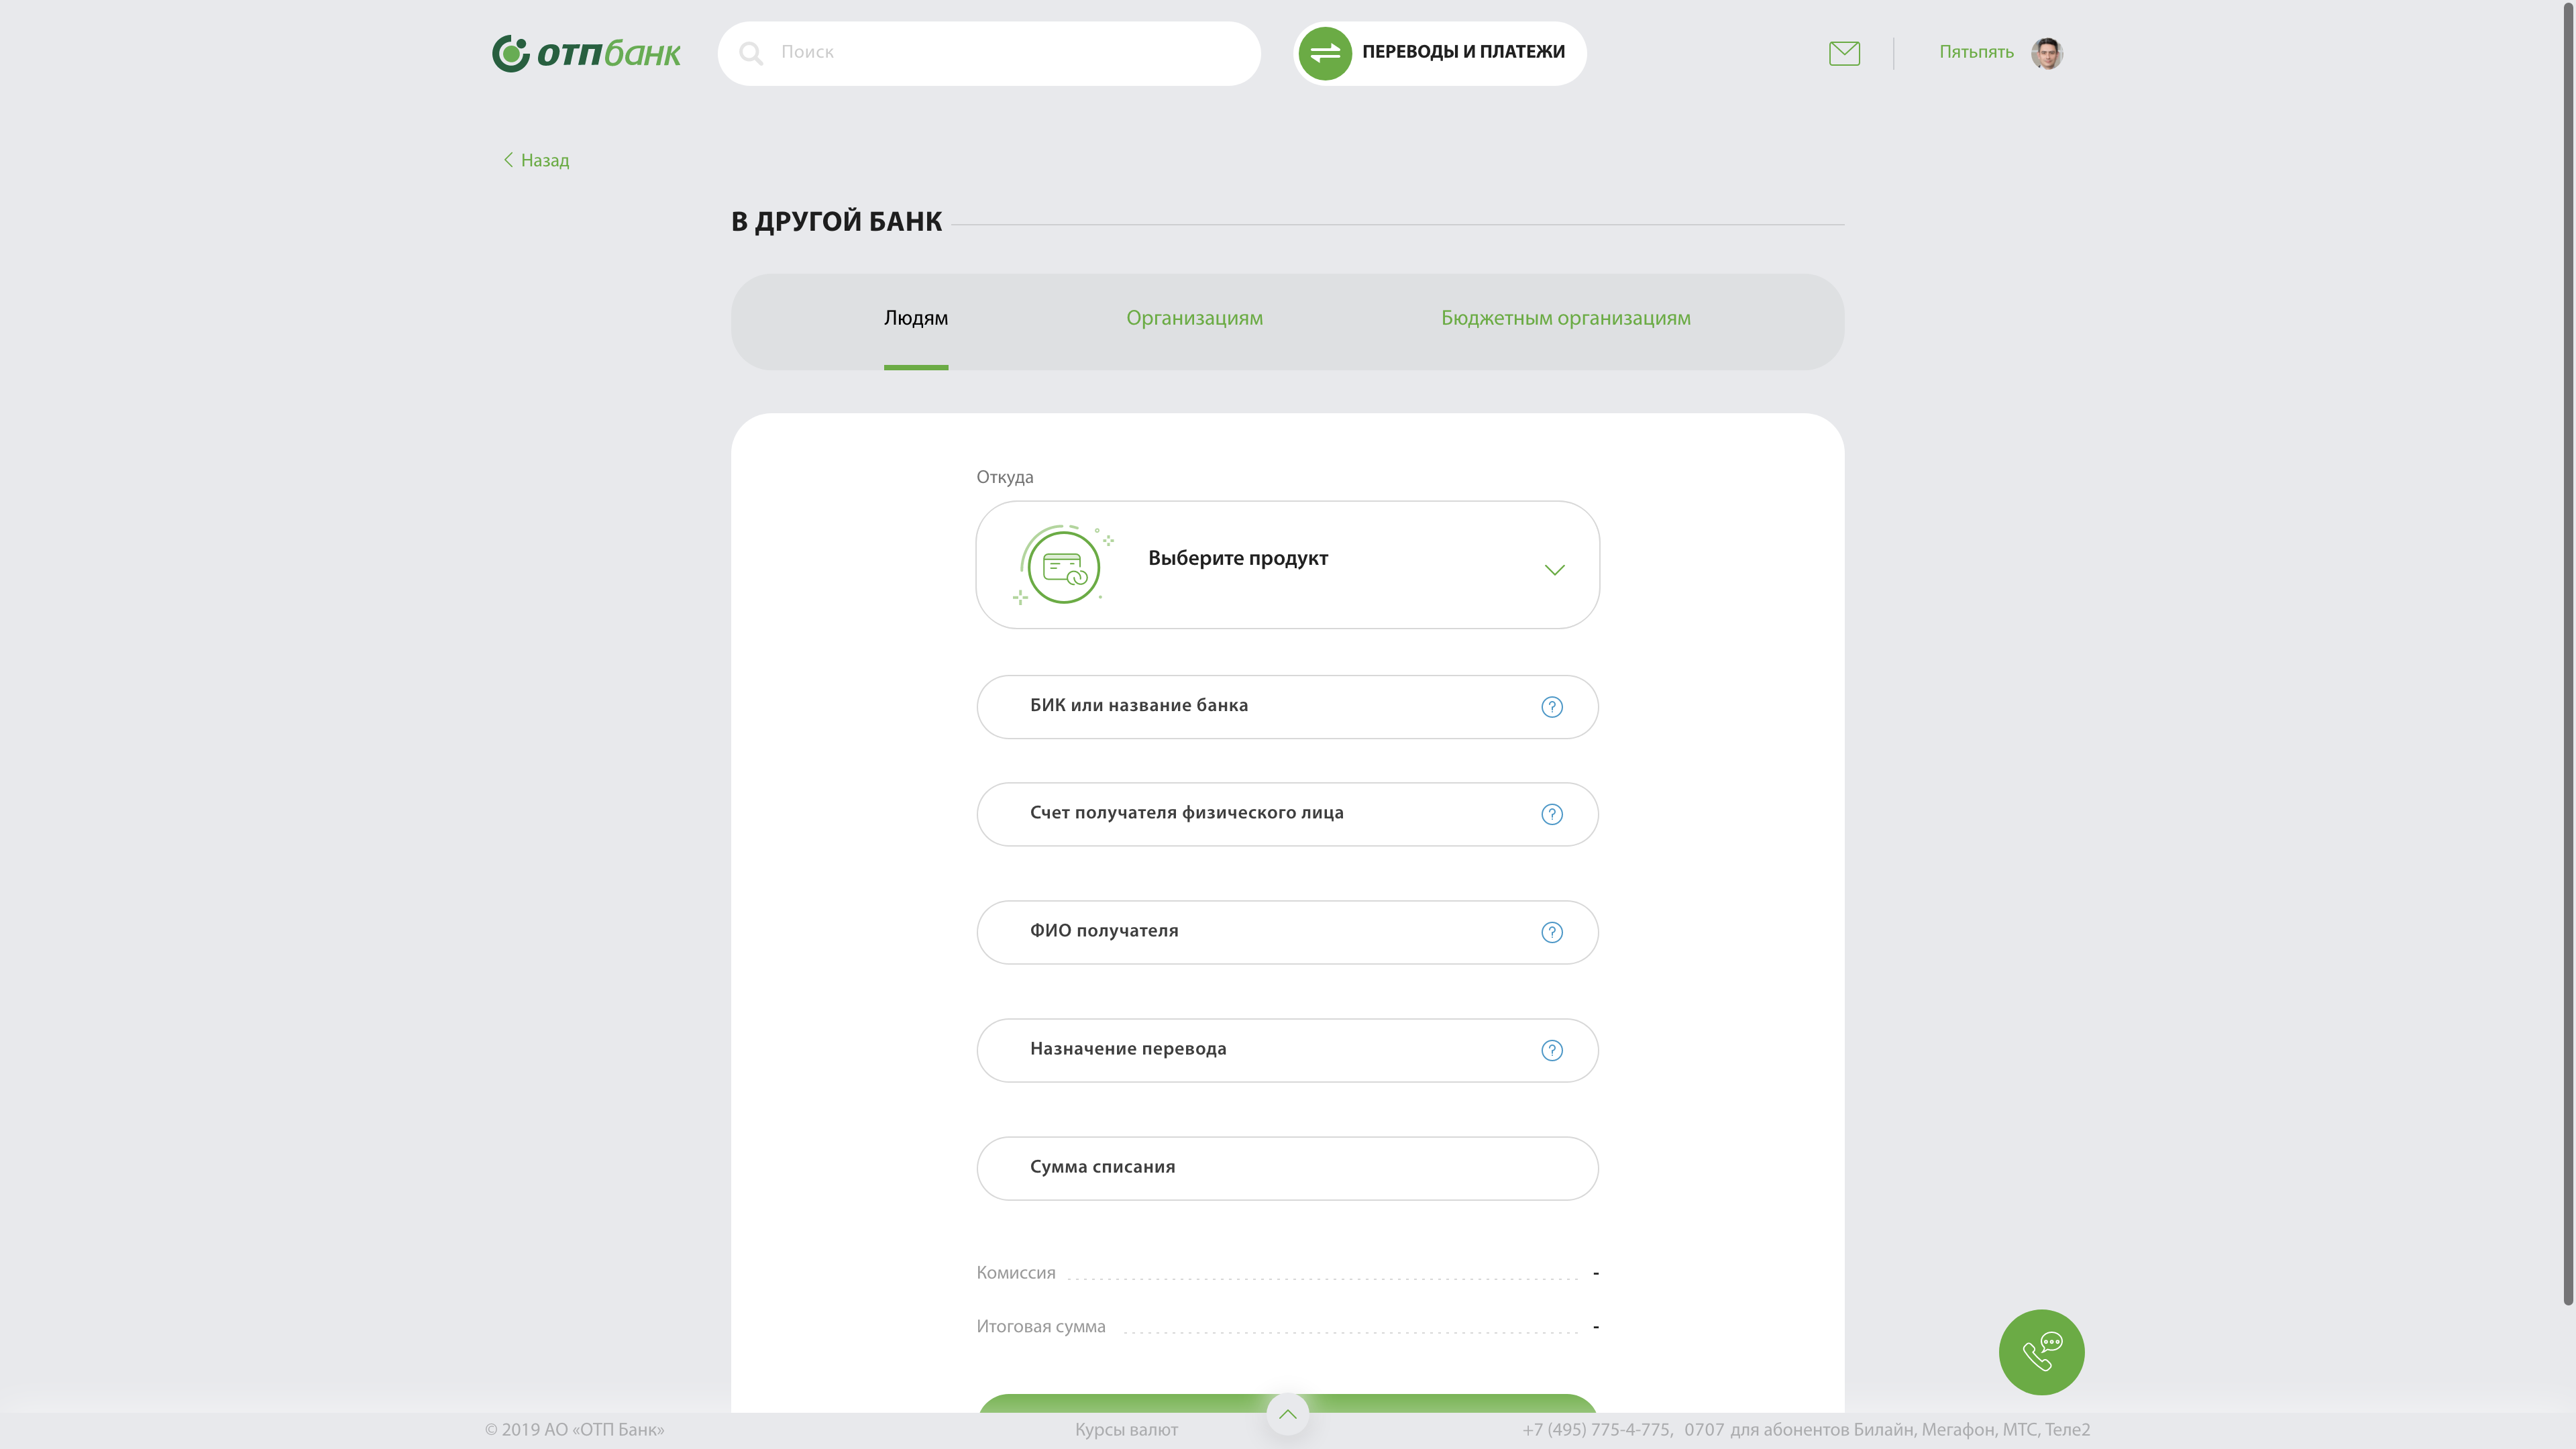 отпбанк
Поиск
ПЕРЕВОДЫ И ПЛАТЕЖИ
Пятьпять
Назад
В ДРУГОЙ БАНК
Людям
Организациям
Бюджетным организациям
Откуда
Выберите продукт
БИК или название банка
Счет получателя физического лица
ФИО получателя
Назначение перевода
Сумма списания
Комиссия -
Итоговая сумма -
© 2019 АО «ОТП Банк»
Курсы валют
+7 (495) 775-4-775, 0707 для абонентов Билайн, Мегафон, МТС, Теле2